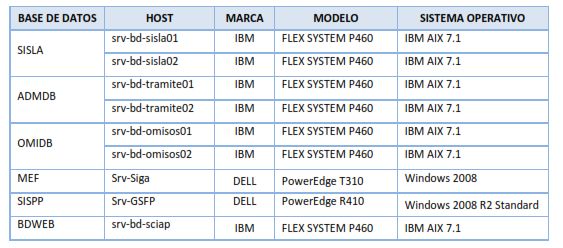 BASE DE DATOS HOST MARCA MODELO SISTEMA OPERATIVO
SISLA srv-bd-sisla01 IBM FLEX SYSTEM P460 IBM AIX 7.1
srv-bd-sisla02 IBM FLEX SYSTEM P460 IBM AIX 7.1
ADMDB srv-bd-tramite01 IBM FLEX SYSTEM P460 IBM AIX 7.1
srv-bd-tramite02 IBM FLEX SYSTEM P460 IBM AIX 7.1
OMIDB srv-bd-omisos01 IBM FLEX SYSTEM P460 IBM AIX 7.1
srv-bd-omisos02 IBM FLEX SYSTEM P460 IBM AIX 7.1
MEF Srv-Siga DELL PowerEdge T310 Windows 2008
SISPP Srv-GSFP DELL PowerEdge R410 Windows 2008 R2 Standard
BDWEB srv-bd-sciap IBM FLEX SYSTEM P460 IBM AIX 7.1